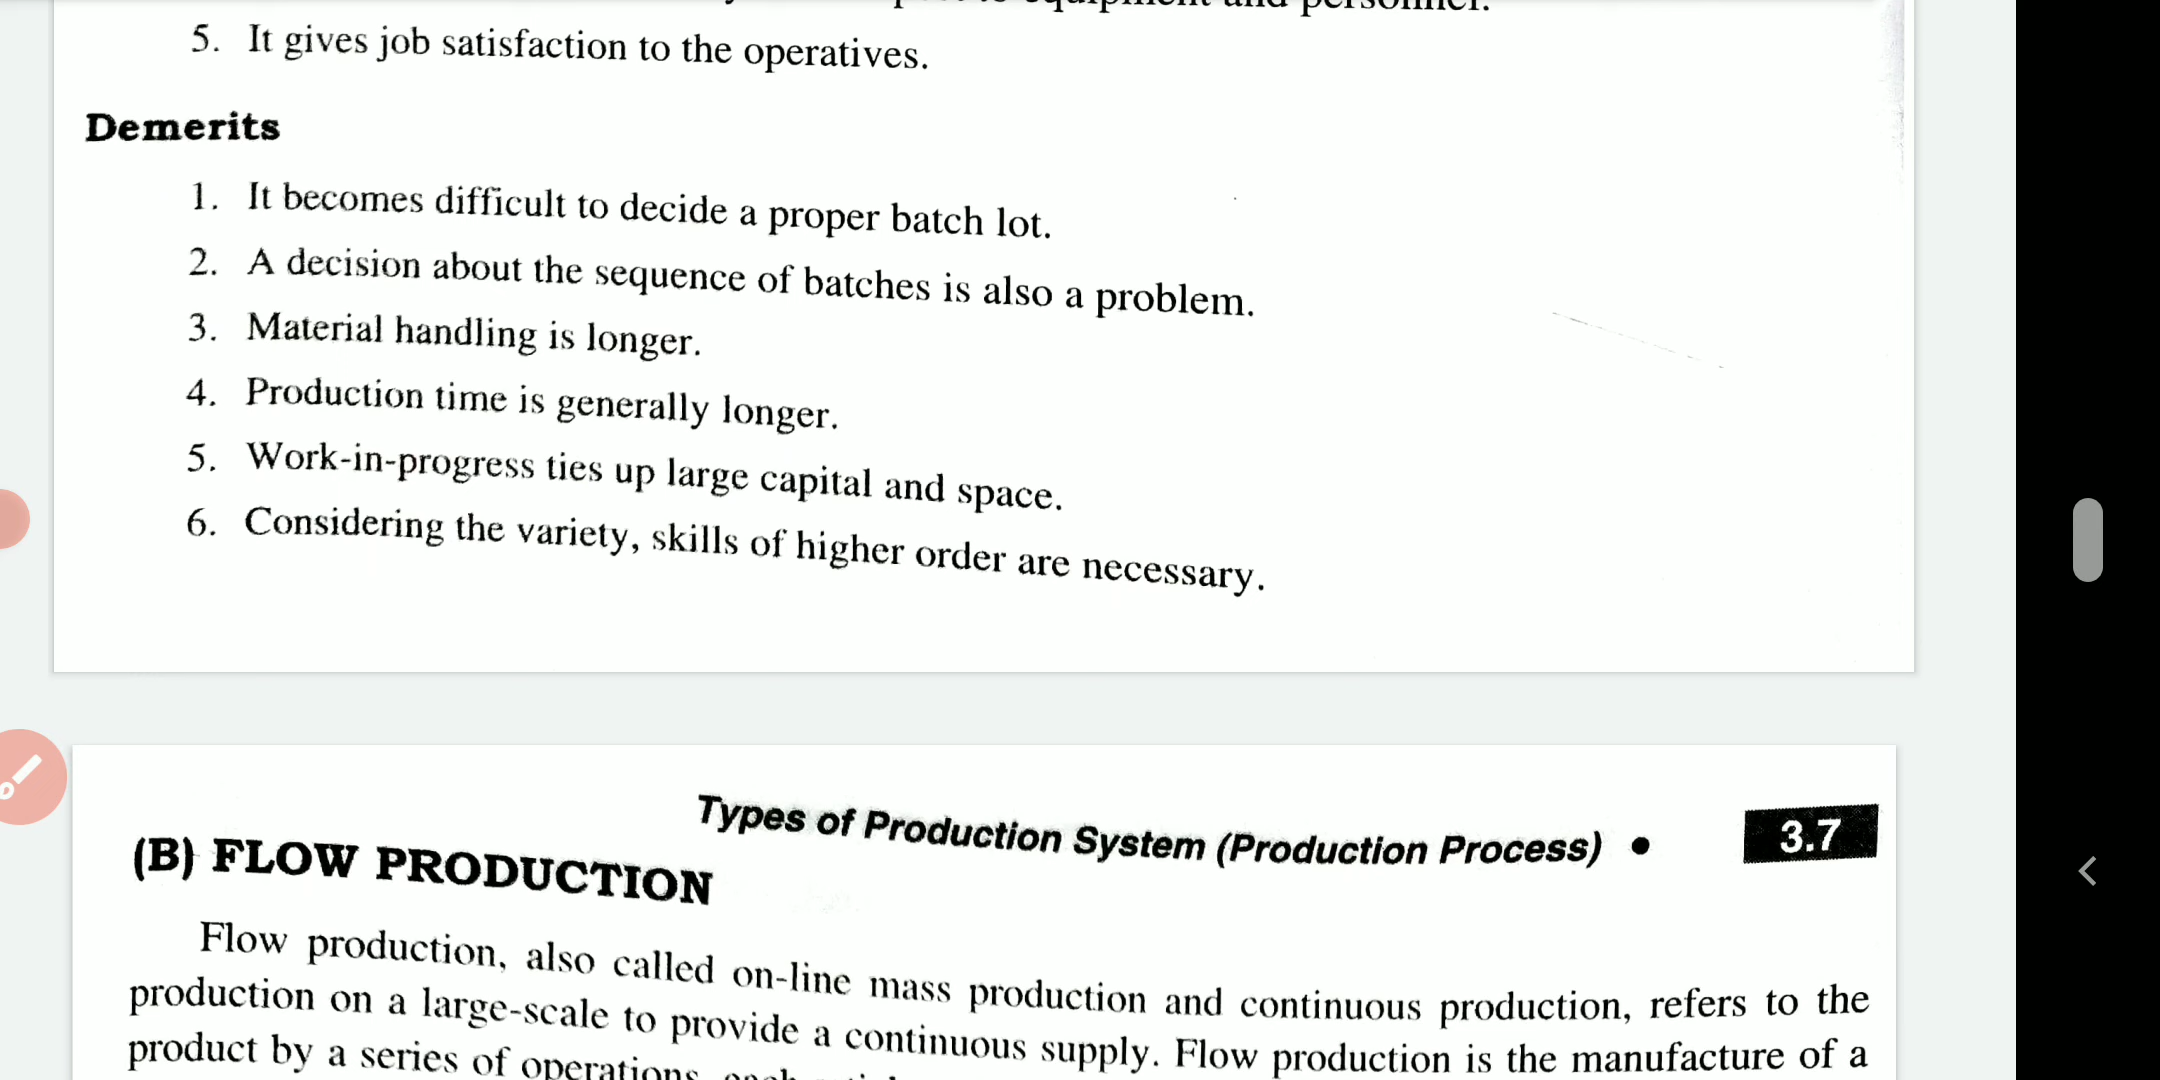 equipment and personnel.
5. It gives job satisfaction to the operatives.
Demerits
1. It becomes difficult to decide a proper batch lot.
2. A decision about the sequence of batches is also a problem.
3. Material handling is longer.
4. Production time is generally longer.
5. Work-in-progress ties up large capital and space.
6. Considering the variety, skills of higher order are necessary.
Types of Production System (Production Process) • 3.7
(B) FLOW PRODUCTION
Flow production, also called on-line mass production and continuous production, refers to the
production on a large-scale to provide a continuous supply. Flow production is the manufacture of a
product by a series of operations,